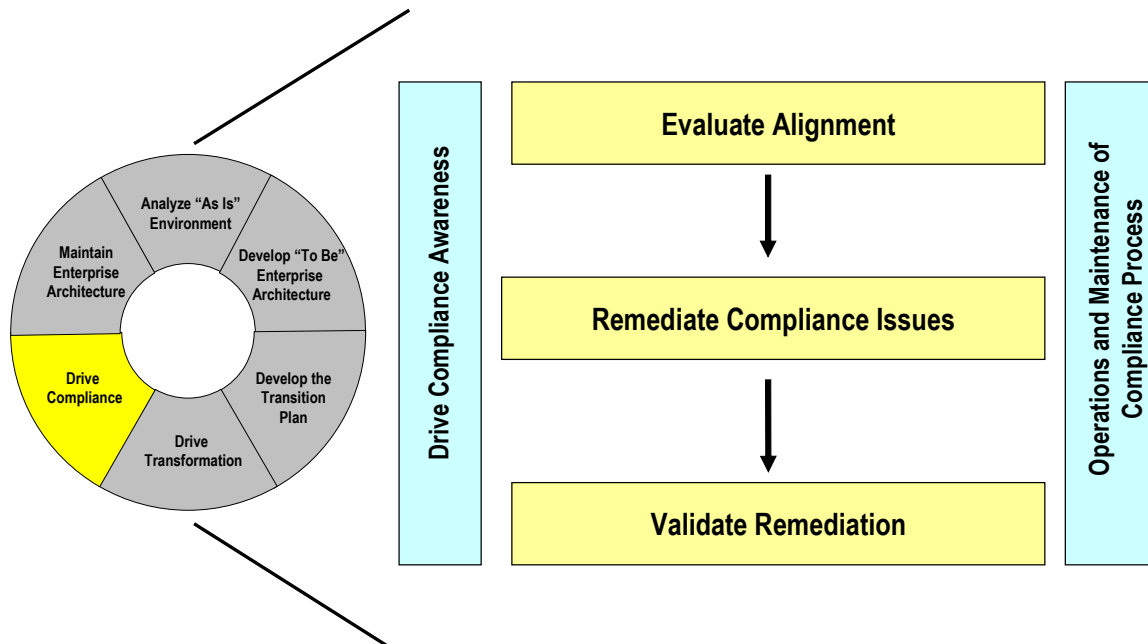 Analyze “As Is”
Environment
Develop “To Be”
Enterprise
Architecture
Develop the
Transition
Plan
Drive
Transformation
Drive
Compliance
Maintain
Enterprise
Architecture
Drive Compliance Awareness
Evaluate Alignment
Remediate Compliance Issues
Validate Remediation
Operations and Maintenance of
Compliance Process